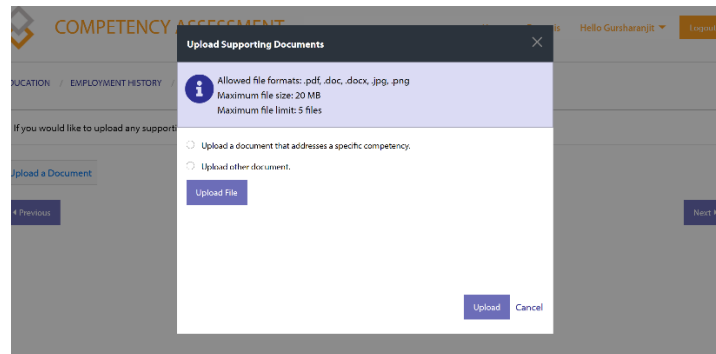 COMPETENCY ASSESSMENT
Hello Gursharanjit
Logout
EDUCATION / EMPLOYMENT HISTORY /
If you would like to upload any supporti
Upload a Document
Previous
Next
Upload Supporting Documents
Allowed file formats: .pdf, .doc, .docx, .jpg, .png
Maximum file size: 20 MB
Maximum file limit: 5 files
Upload a document that addresses a specific competency.
Upload other document.
Upload File
Upload Cancel